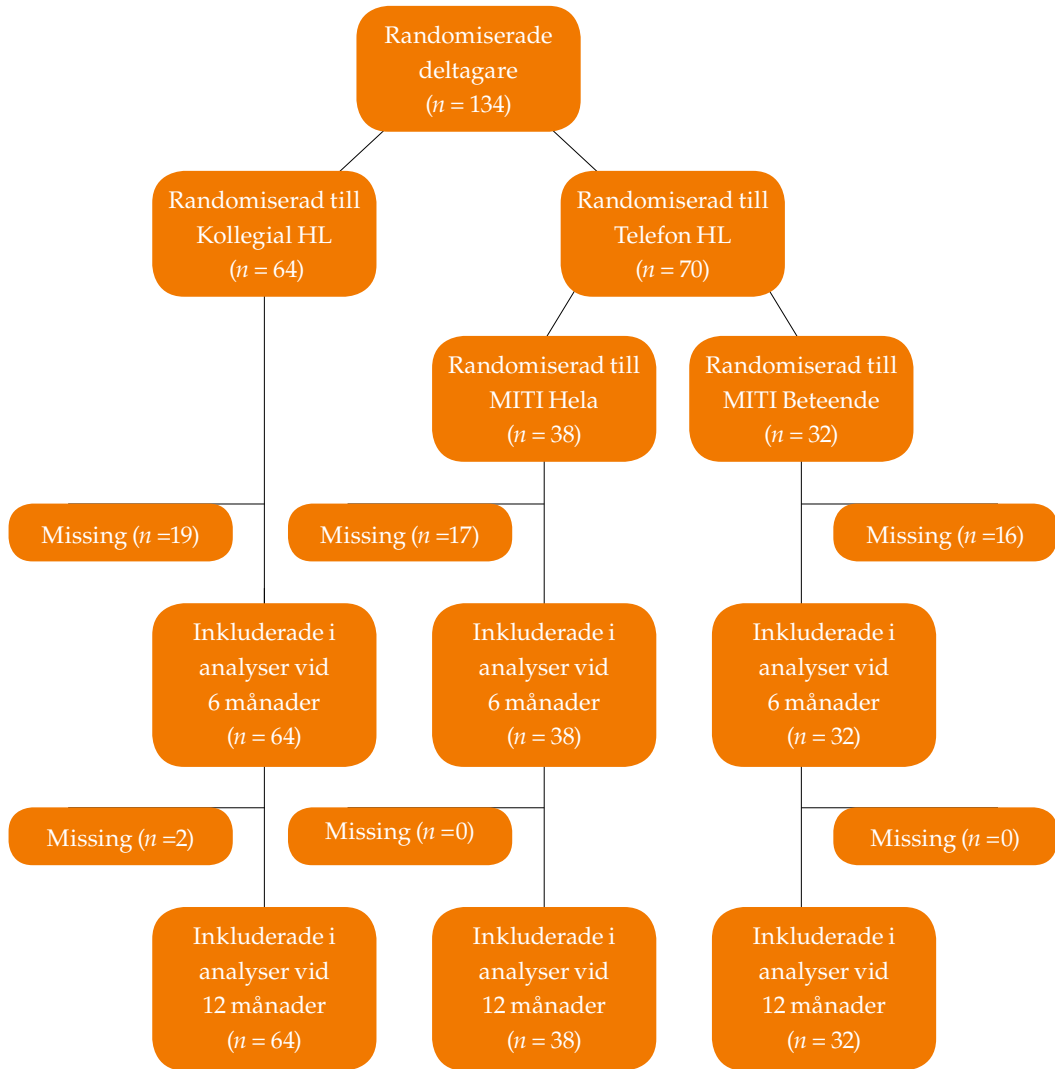 Randomiserade
deltagare
(n = 134)
Randomiserad till
Kollegial HL
(n = 64)
Randomiserad till
Telefon HL
(n = 70)
Randomiserad till
MITI Hela
(n = 38)
Randomiserad till
MITI Beteende
(n = 32)
Missing (n =19)
Missing (n =17)
Missing (n =16)
Inkluderade i
analyser vid
6 månader
(n = 64)
Inkluderade i
analyser vid
6 månader
(n = 38)
Inkluderade i
analyser vid
6 månader
(n = 32)
Missing (n =2)
Missing (n =0)
Missing (n =0)
Inkluderade i
analyser vid
12 månader
(n = 64)
Inkluderade i
analyser vid
12 månader
(n = 38)
Inkluderade i
analyser vid
12 månader
(n = 32)